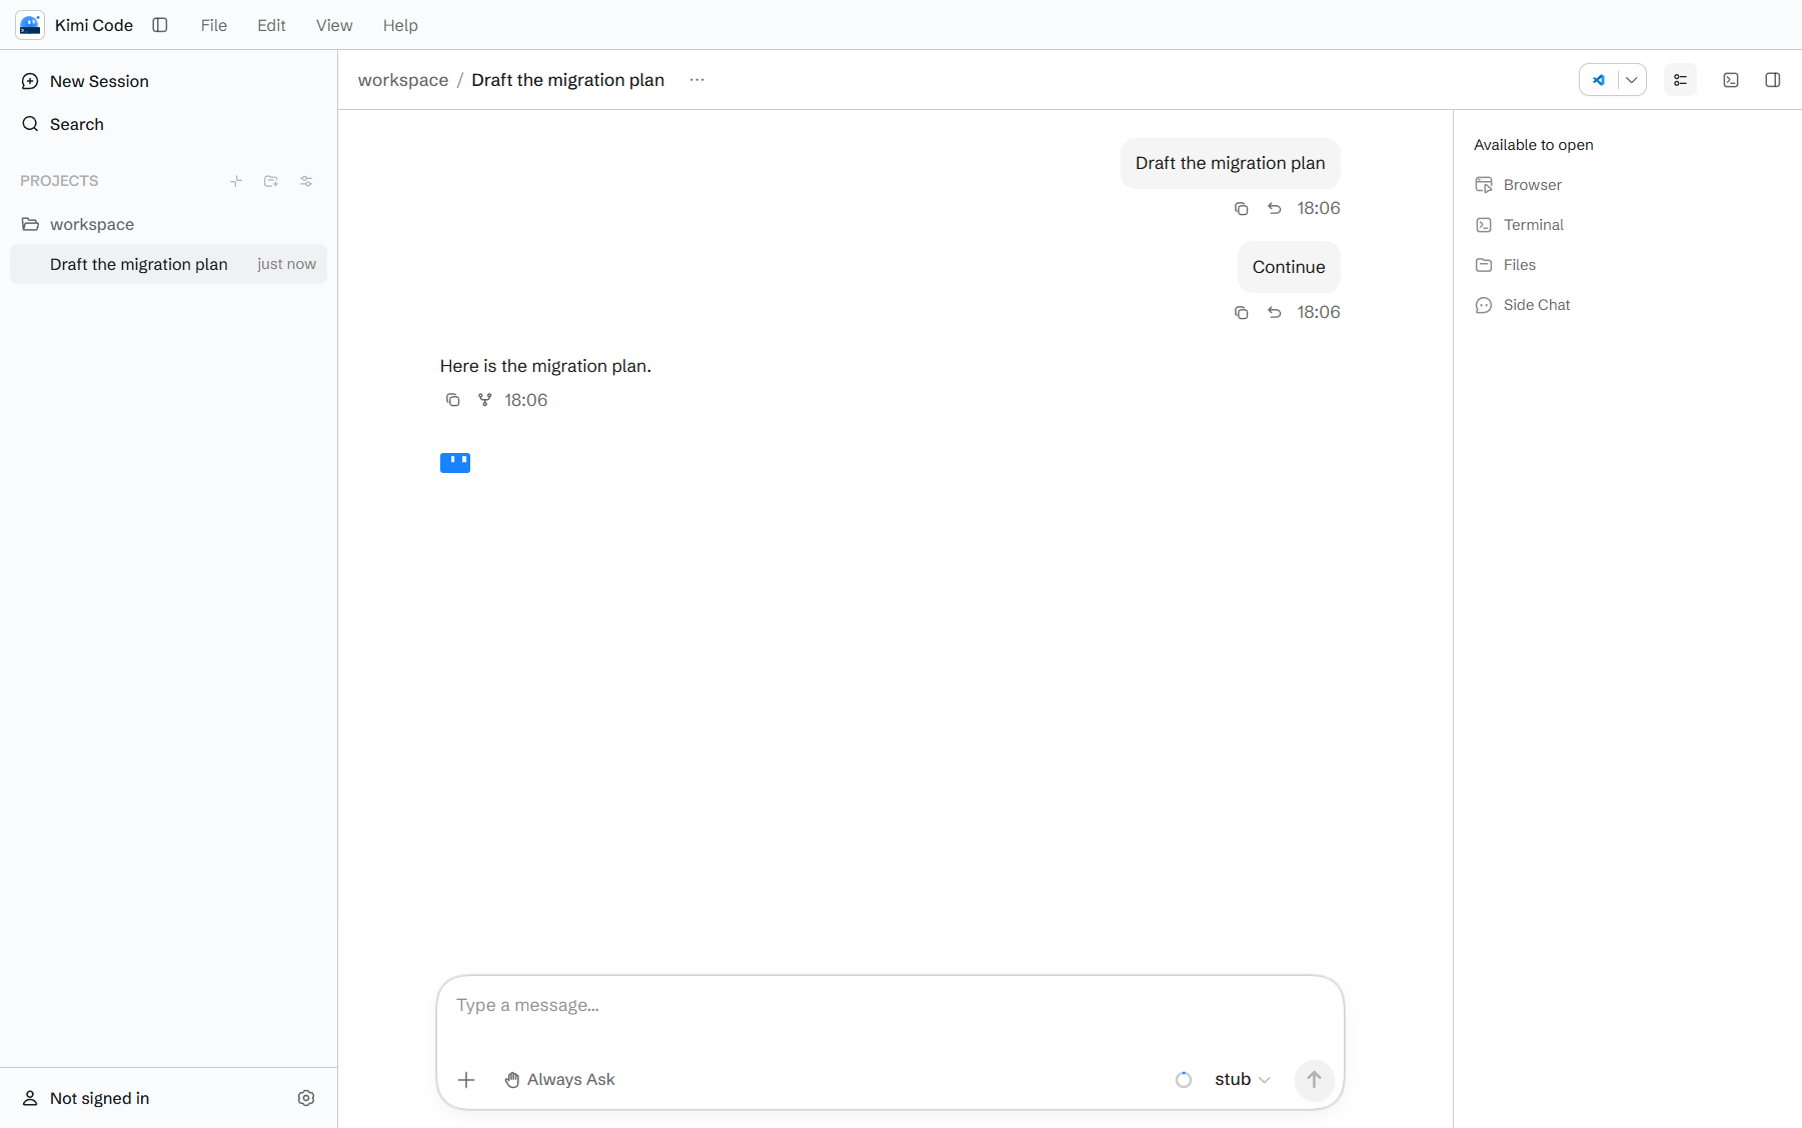 Kimi Code
File
Edit
View
Help
New Session
Search
PROJECTS
workspace
Draft the migration plan
just now
Not signed in
workspace / Draft the migration plan
Draft the migration plan
18:06
Continue
18:06
Here is the migration plan.
18:06
Type a message...
Always Ask
stub
Available to open
Browser
Terminal
Files
Side Chat